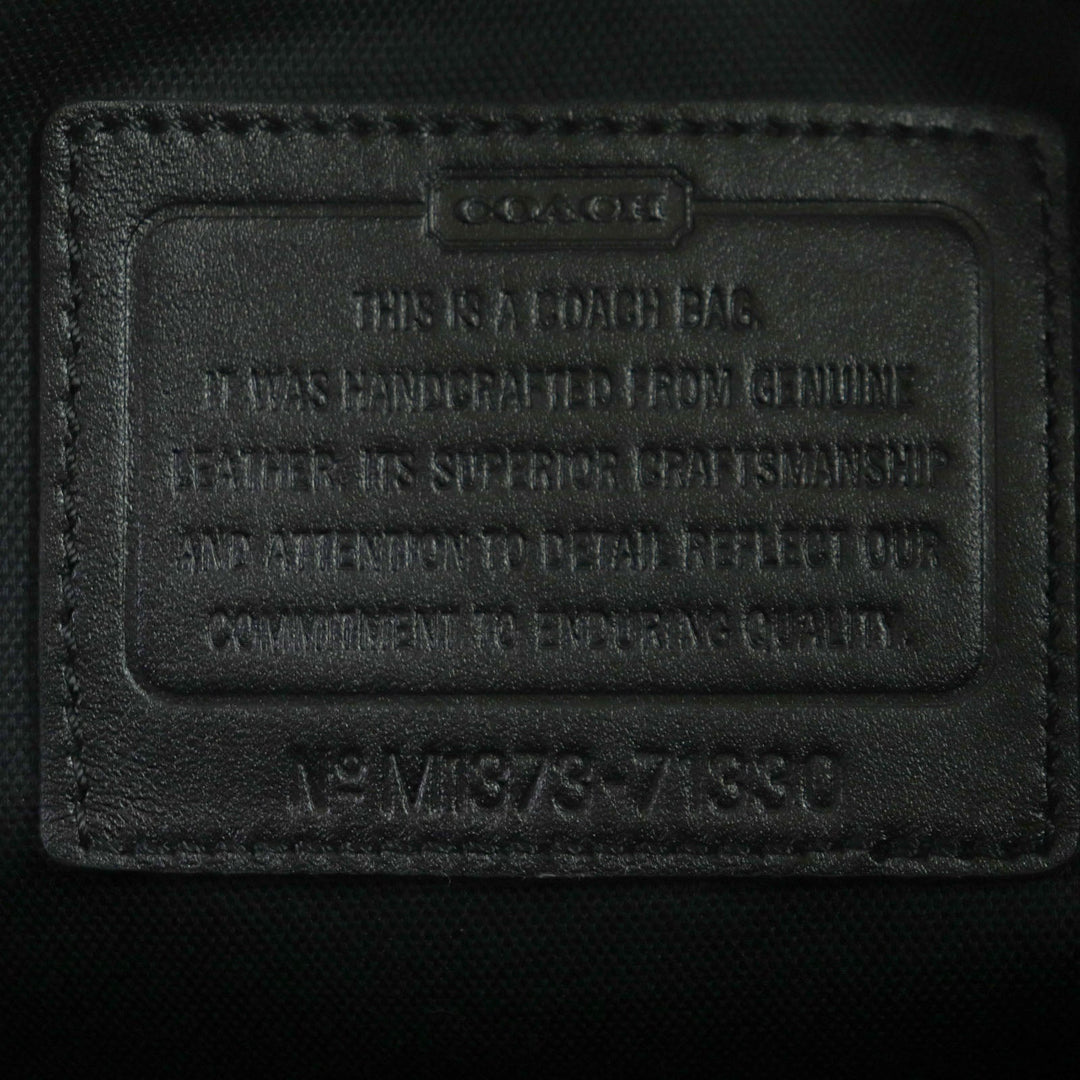 COACH
THIS IS A COACH BAG.
IT WAS HANDCRAFTED FROM GENUINE
LEATHER. ITS SUPERIOR CRAFTSMANSHIP
AND ATTENTION TO DETAIL REFLECT OUR
COMMITMENT TO ENDURING QUALITY.
Nº M1373-71330